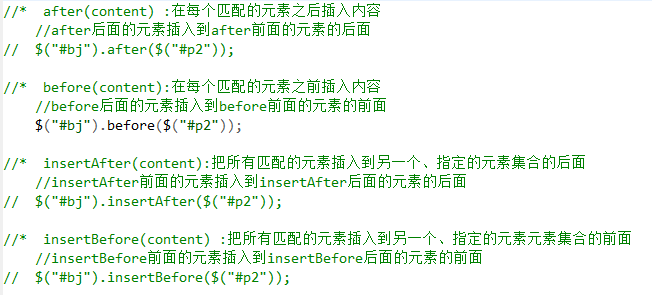 //*  after(content) :在每个匹配的元素之后插入内容
//after后面的元素插入到after前面的元素的后面
//  $("#bj").after($("#p2"));
//*  before(content):在每个匹配的元素之前插入内容
//before后面的元素插入到before前面的元素的前面
$("#bj").before($("#p2"));
//*  insertAfter(content):把所有匹配的元素插入到另一个、指定的元素集合的后面
//insertAfter前面的元素插入到insertAfter后面的元素的后面
//  $("#bj").insertAfter($("#p2"));
//*  insertBefore(content) :把所有匹配的元素插入到另一个、指定的元素元素集合的前面
//insertBefore前面的元素插入到insertBefore后面的元素的前面
//  $("#bj").insertBefore($("#p2"));